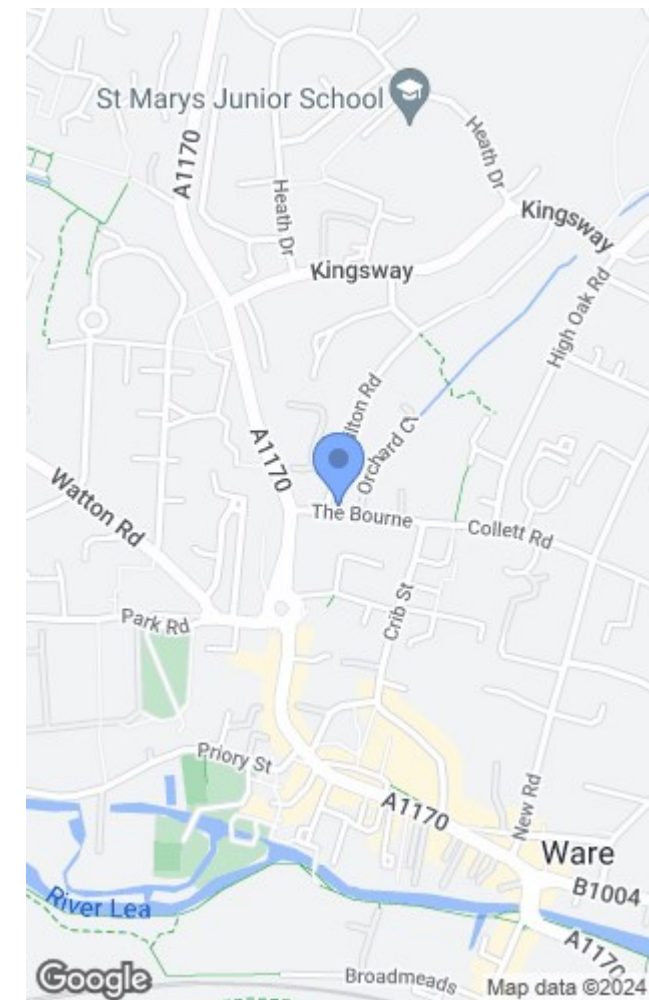 St Marys Junior School
A1170
Heath Dr
Heath Dr
Kingsway
Kingsway
High Oak Rd
A1170
Orchard
The Bourne
Collett Rd
Watton Rd
Park Rd
Crib St
Priory St
A1170
New Rd
Ware
B1004
River Lea
A1170
Broadmeads
Google
Map data ©2024